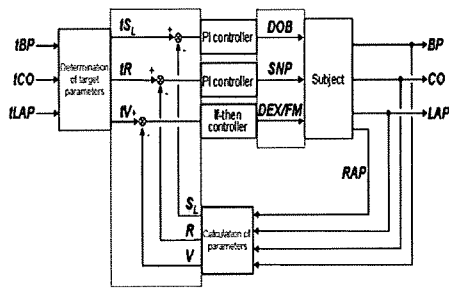 tBP
tCO
tLAP
Determination
of target
parameters
tS_L
tR
tV
+
-
+
-
+
-
PI controller
PI controller
If-then
controller
DOB
SNP
DEX/FM
Subject
BP
CO
LAP
RAP
S_L
R
V
Calculation of
parameters